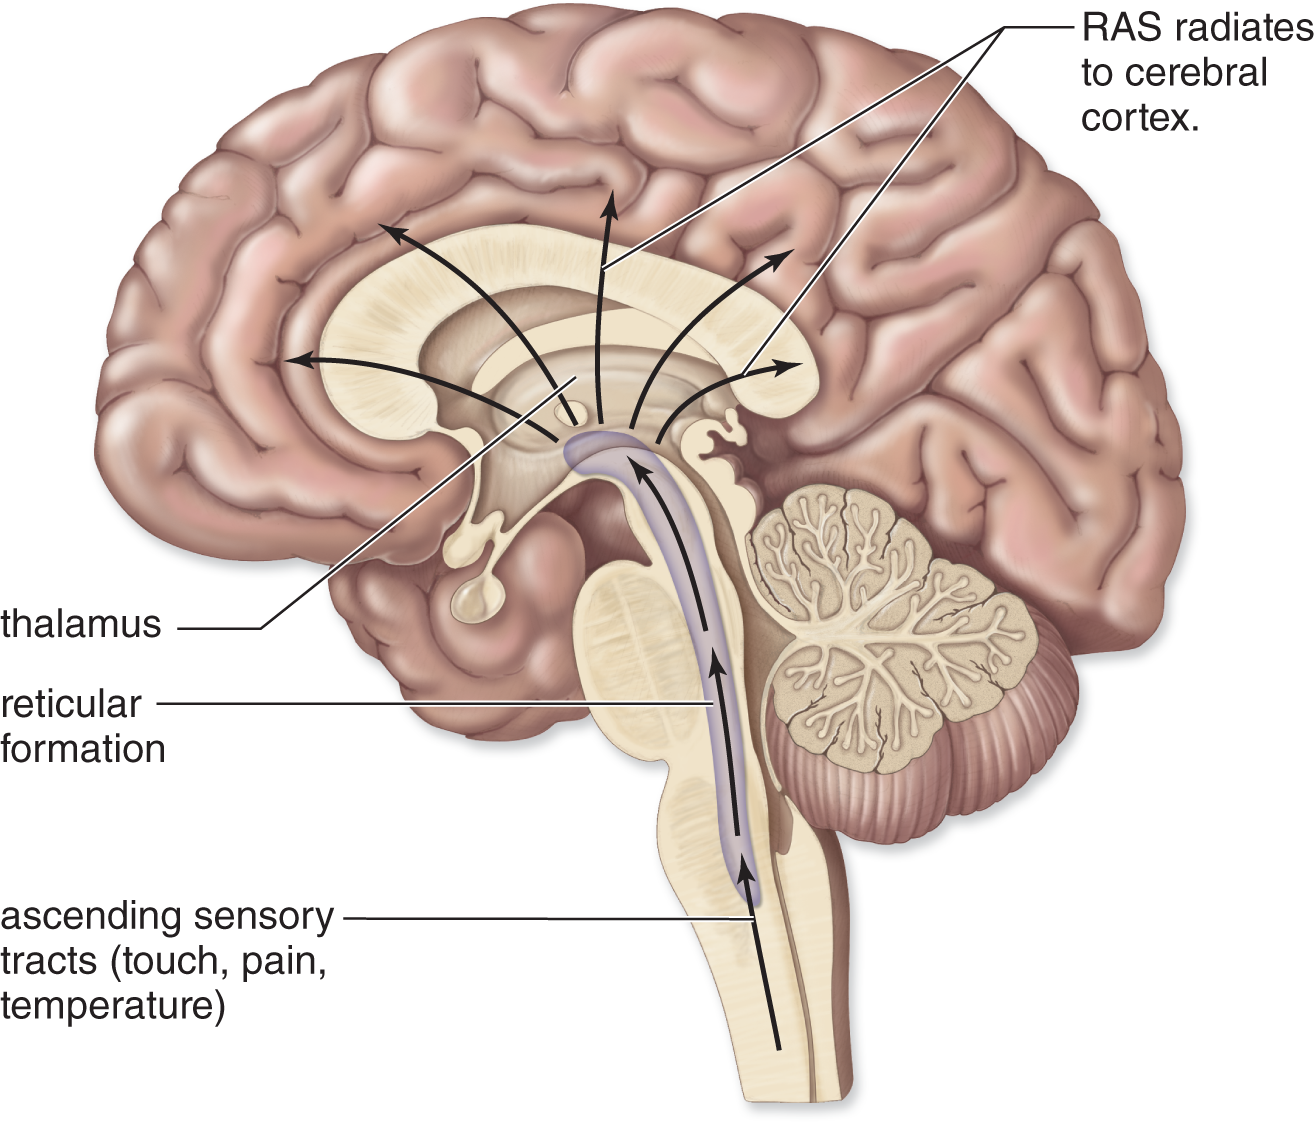 RAS radiates
to cerebral
cortex.
thalamus
reticular
formation
ascending sensory
tracts (touch, pain,
temperature)